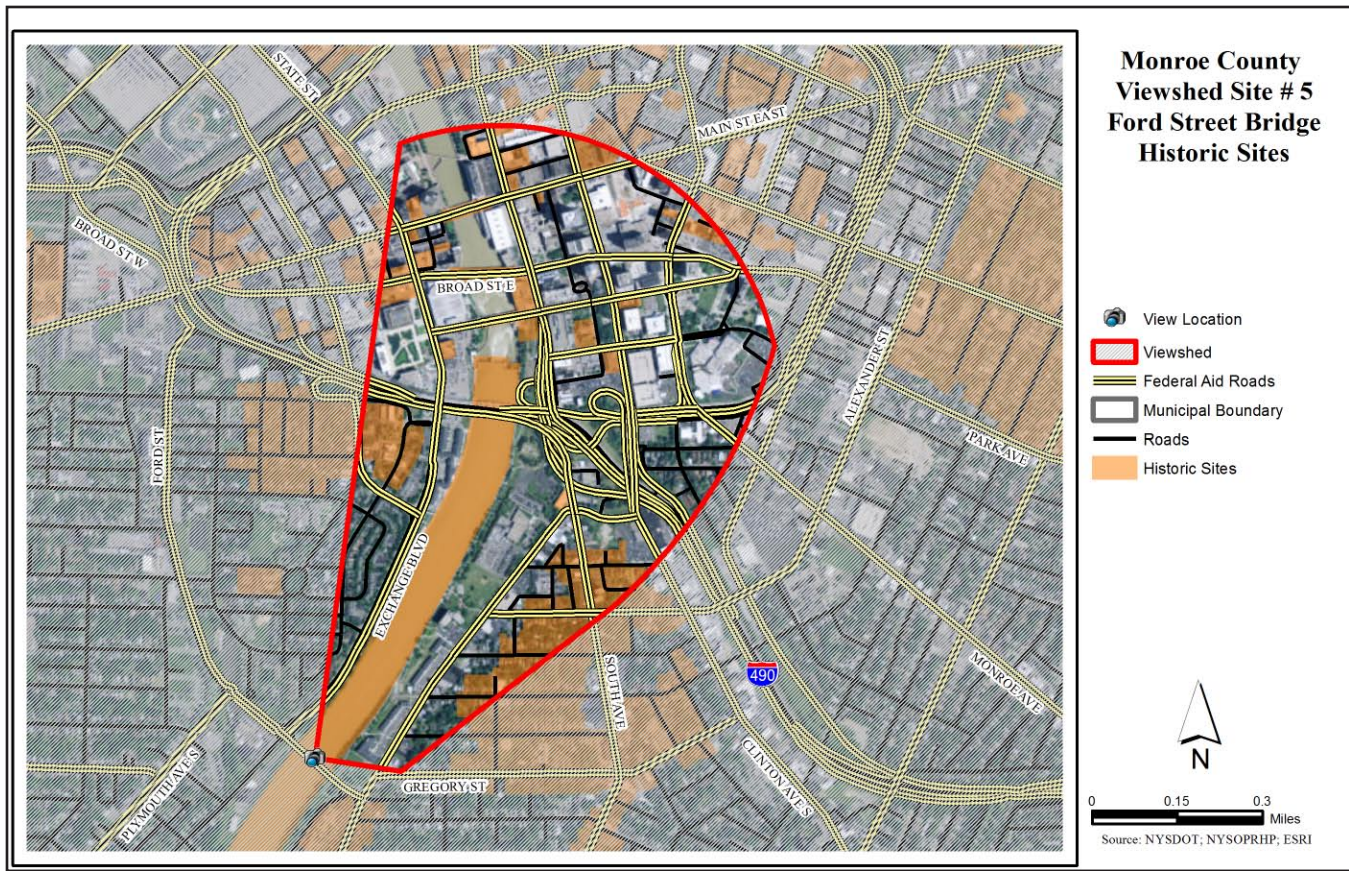 Monroe County
Viewshed Site # 5
Ford Street Bridge
Historic Sites
STATE ST
MAIN ST EAST
BROAD ST W
BROAD ST E
ALEXANDER ST
FORD ST
PARK AVE
EXCHANGE BLVD
MONROE AVE
SOUTH AVE
490
CLINTON AVE S
PLYMOUTH AVE S
GREGORY ST
View Location
Viewshed
Federal Aid Roads
Municipal Boundary
Roads
Historic Sites
N
0 0.15 0.3
Miles
Source: NYSDOT; NYSOPRHP; ESRI